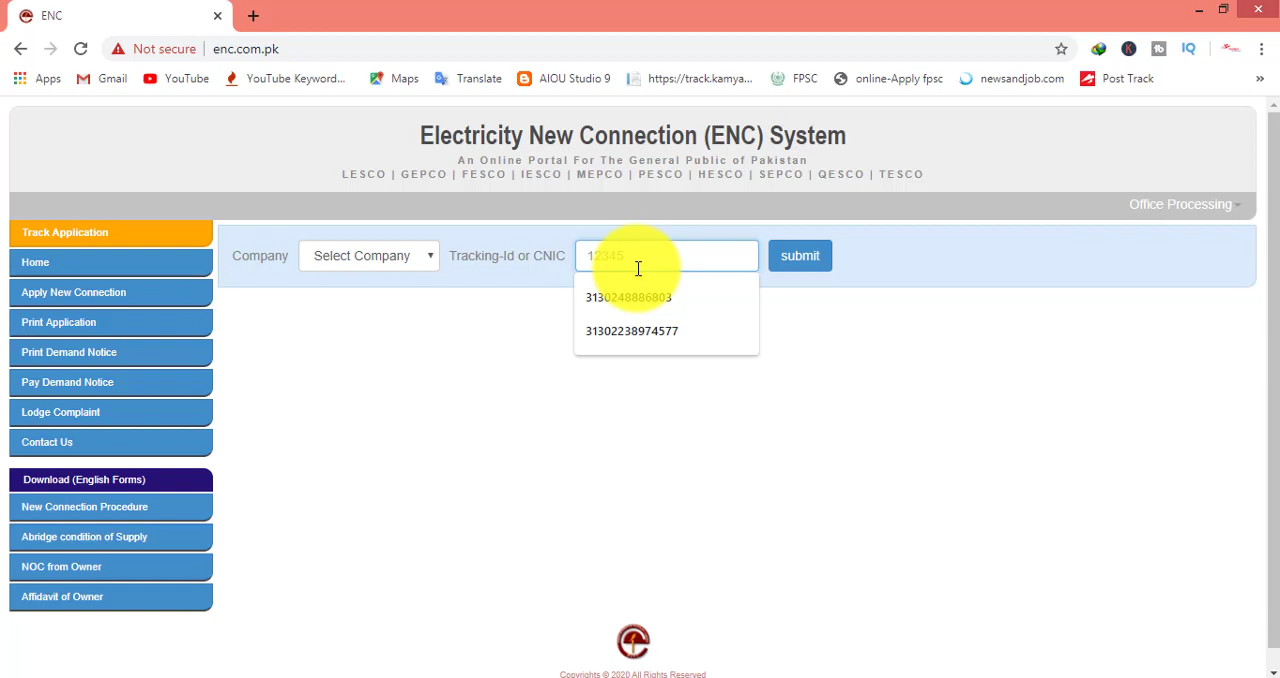 ENC
Not secure
enc.com.pk
Apps
Gmail
YouTube
YouTube Keyword...
Maps
Translate
AIOU Studio 9
https://track.kemya...
FPSC
online-Apply fpsc
newsandjob.com
Post Track
»
Electricity New Connection (ENC) System
An Online Portal For The General Public of Pakistan
LESCO | GEPCO | FESCO | IESCO | MEPCO | PESCO | HESCO | SEPCO | QESCO | TESCO
Office Processing
Track Application
Company
Select Company
Tracking-Id or CNIC
12345
submit
3130248886803
31302238974577
Home
Apply New Connection
Print Application
Print Demand Notice
Pay Demand Notice
Lodge Complaint
Contact Us
Download (English Forms)
New Connection Procedure
Abridge condition of Supply
NOC from Owner
Affidavit of Owner
Copyrights © 2020 All Rights Reserved